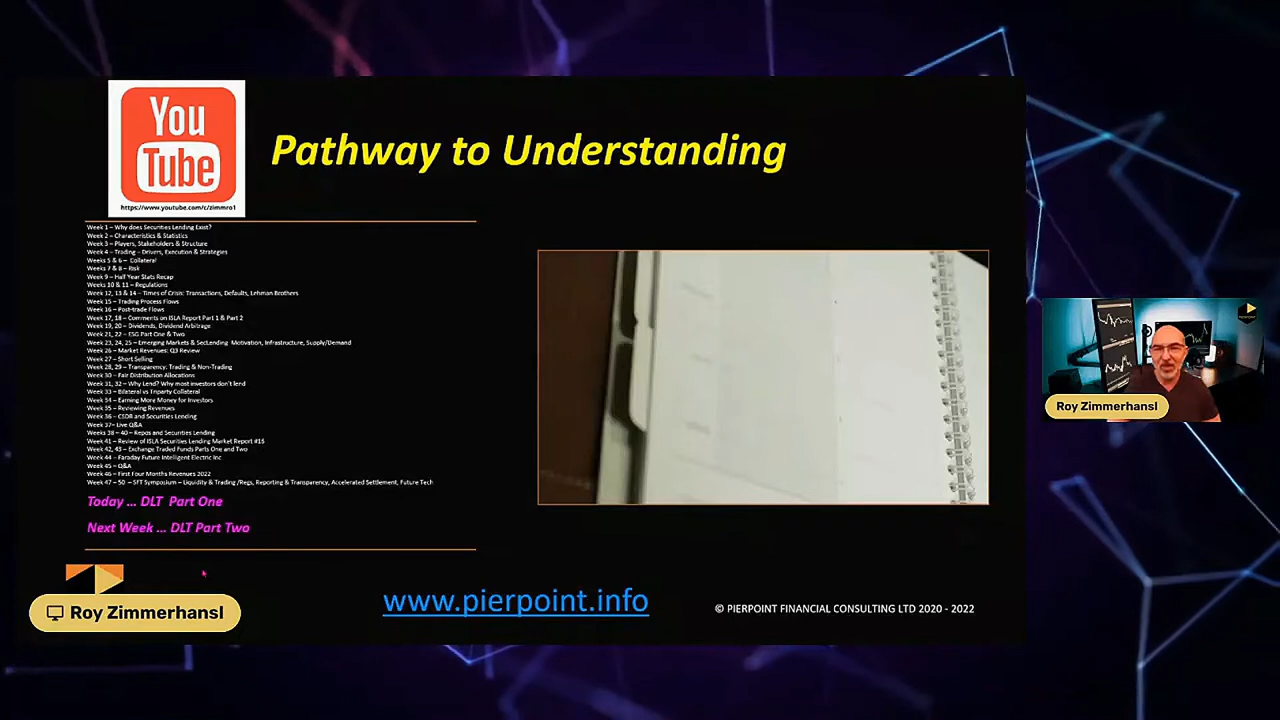 You
Tube
https://www.youtube.com/c/zimmro1
Pathway to Understanding
Week 1 – Why does Securities Lending Exist?
Week 2 – Characteristics & Statistics
Week 3 – Players, Stakeholders & Structure
Week 4 – Trading – Drivers, Execution & Strategies
Weeks 5 & 6 – Collateral
Weeks 7 & 8 – Risk
Week 9 – Half Year Stats Recap
Weeks 10 & 11 – Regulations
Week 12, 13 & 14 – Times of Crisis: Transactions, Defaults, Lehman Brothers
Week 15 – Trading Process Flows
Week 16 – Post-trade Flows
Week 17, 18 – Comments on ISLA Report Part 1 & Part 2
Week 19, 20 – Dividends, Dividend Arbitrage
Week 21, 22 – ESG Part One & Two
Week 23, 24, 25 – Emerging Markets & SecLending Motivation, Infrastructure, Supply/Demand
Week 26 – Market Revenues: Q3 Review
Week 27 – Short Selling
Week 28, 29 – Transparency: Trading & Non-Trading
Week 30 – Fair Distribution Allocations
Week 31, 32 – Why Lend? Why most investors don't lend
Week 33 – Bilateral vs Triparty Collateral
Week 34 – Earning More Money for Investors
Week 35 – Reviewing Revenues
Week 36 – CSDR and Securities Lending
Week 37– Live Q&A
Weeks 38 – 40 – Repos and Securities Lending
Week 41 – Review of ISLA Securities Lending Market Report #16
Week 42, 43 – Exchange Traded Funds Parts One and Two
Week 44 – Faraday Future Intelligent Electric Inc
Week 45 – Q&A
Week 46 – First Four Months Revenues 2022
Week 47 – 50 – SFT Symposium – Liquidity & Trading /Regs, Reporting & Transparency, Accelerated Settlement, Future Tech
Today ... DLT Part One
Next Week ... DLT Part Two
Roy Zimmerhansl
www.pierpoint.info
© PIERPOINT FINANCIAL CONSULTING LTD 2020 - 2022
Roy Zimmerhansl